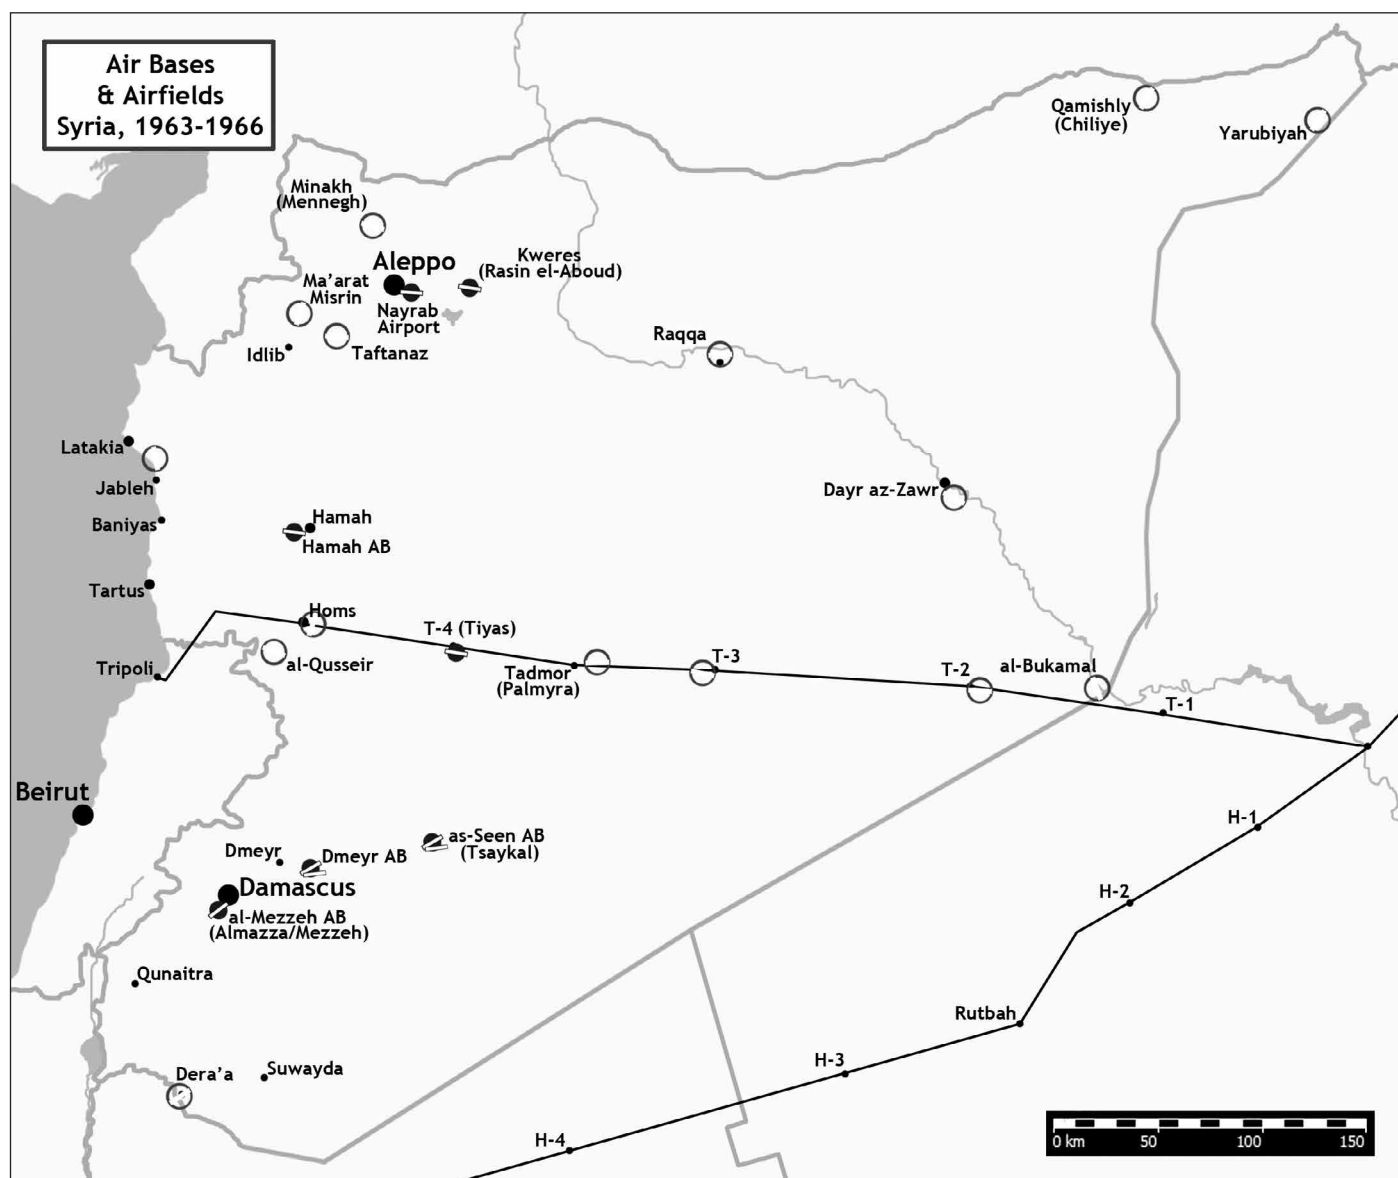 Air Bases
& Airfields
Syria, 1963-1966
Qamishly
(Chiliye)
Yarubiyah
Minakh
(Mennegh)
Aleppo
Kweres
(Rasin el-Aboud)
Ma'arat
Misrin
Nayrab
Airport
Raqqa
Idlib
Taftanaz
Latakia
Jableh
Dayr az-Zawr
Baniyas
Hamah
Hamah AB
Tartus
Homs
T-4 (Tiyas)
Tripoli
al-Qusseir
Tadmor
(Palmyra)
T-3
T-2
al-Bukamal
T-1
Beirut
H-1
as-Seen AB
(Tsaykal)
Dmeyr
Dmeyr AB
Damascus
H-2
al-Mezzeh AB
(Almazza/Mezzeh)
Qunaitra
Rutbah
H-3
Dera'a
Suwayda
H-4
0 km 50 100 150